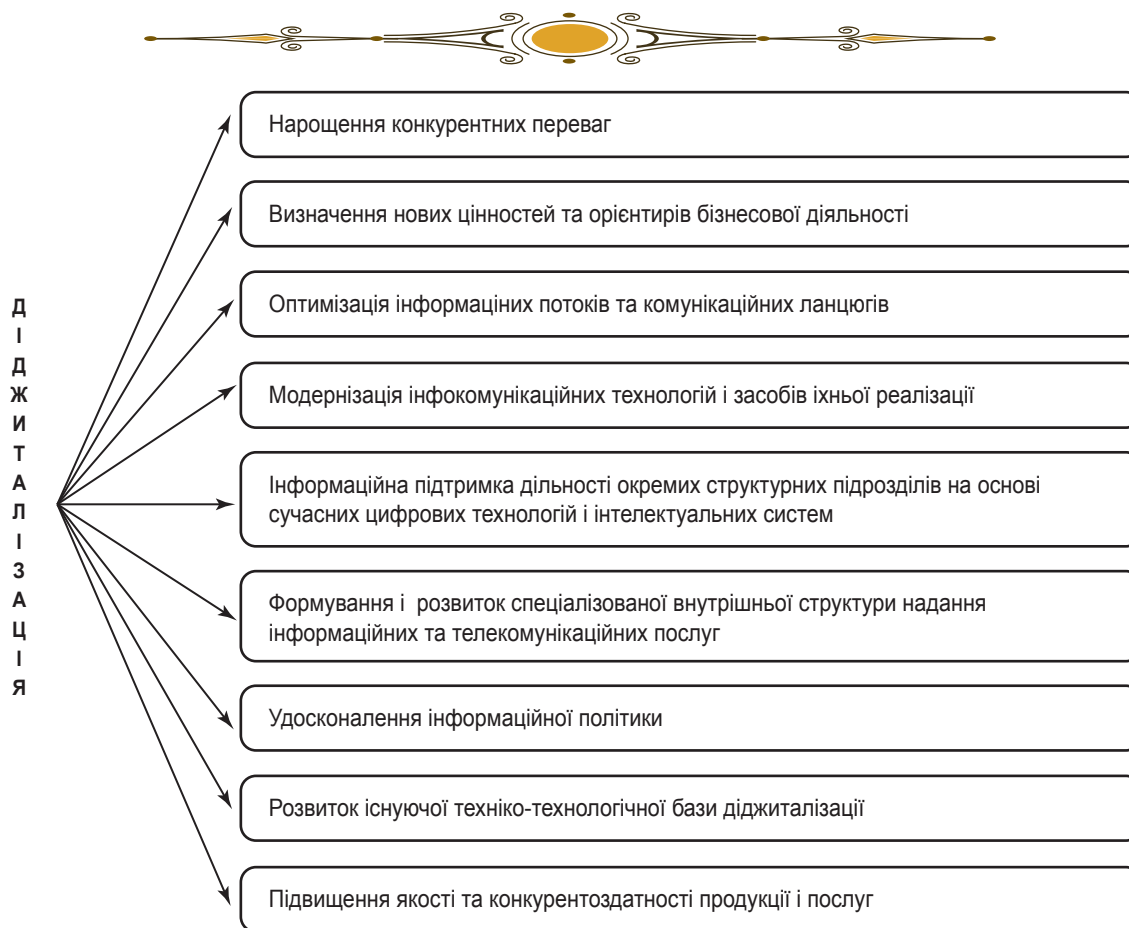 ДІДЖИТАЛІЗАЦІЯ
Нарощення конкурентних переваг
Визначення нових цінностей та орієнтирів бізнесової діяльності
Оптимізація інформаціних потоків та комунікаційних ланцюгів
Модернізація інфокомунікаційних технологій і засобів їхньої реалізації
Інформаційна підтримка дільності окремих структурних підрозділів на основі
сучасних цифрових технологій і інтелектуальних систем
Формування і розвиток спеціалізованої внутрішньої структури надання
інформаційних та телекомунікаційних послуг
Удосконалення інформаційної політики
Розвиток існуючої техніко-технологічної бази діджиталізації
Підвищення якості та конкурентоздатності продукції і послуг